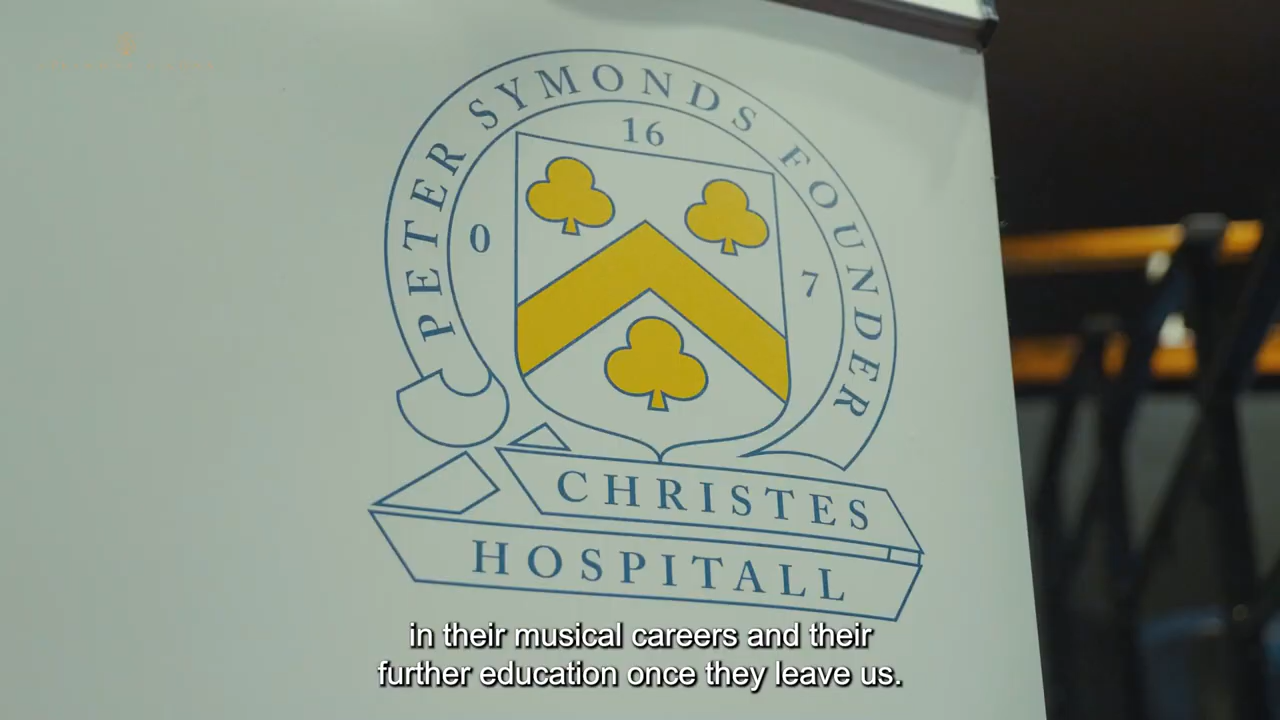 PETER SYMONDS FOUNDER
16
0
7
CHRISTES
HOSPITALL
in their musical careers and their
further education once they leave us.